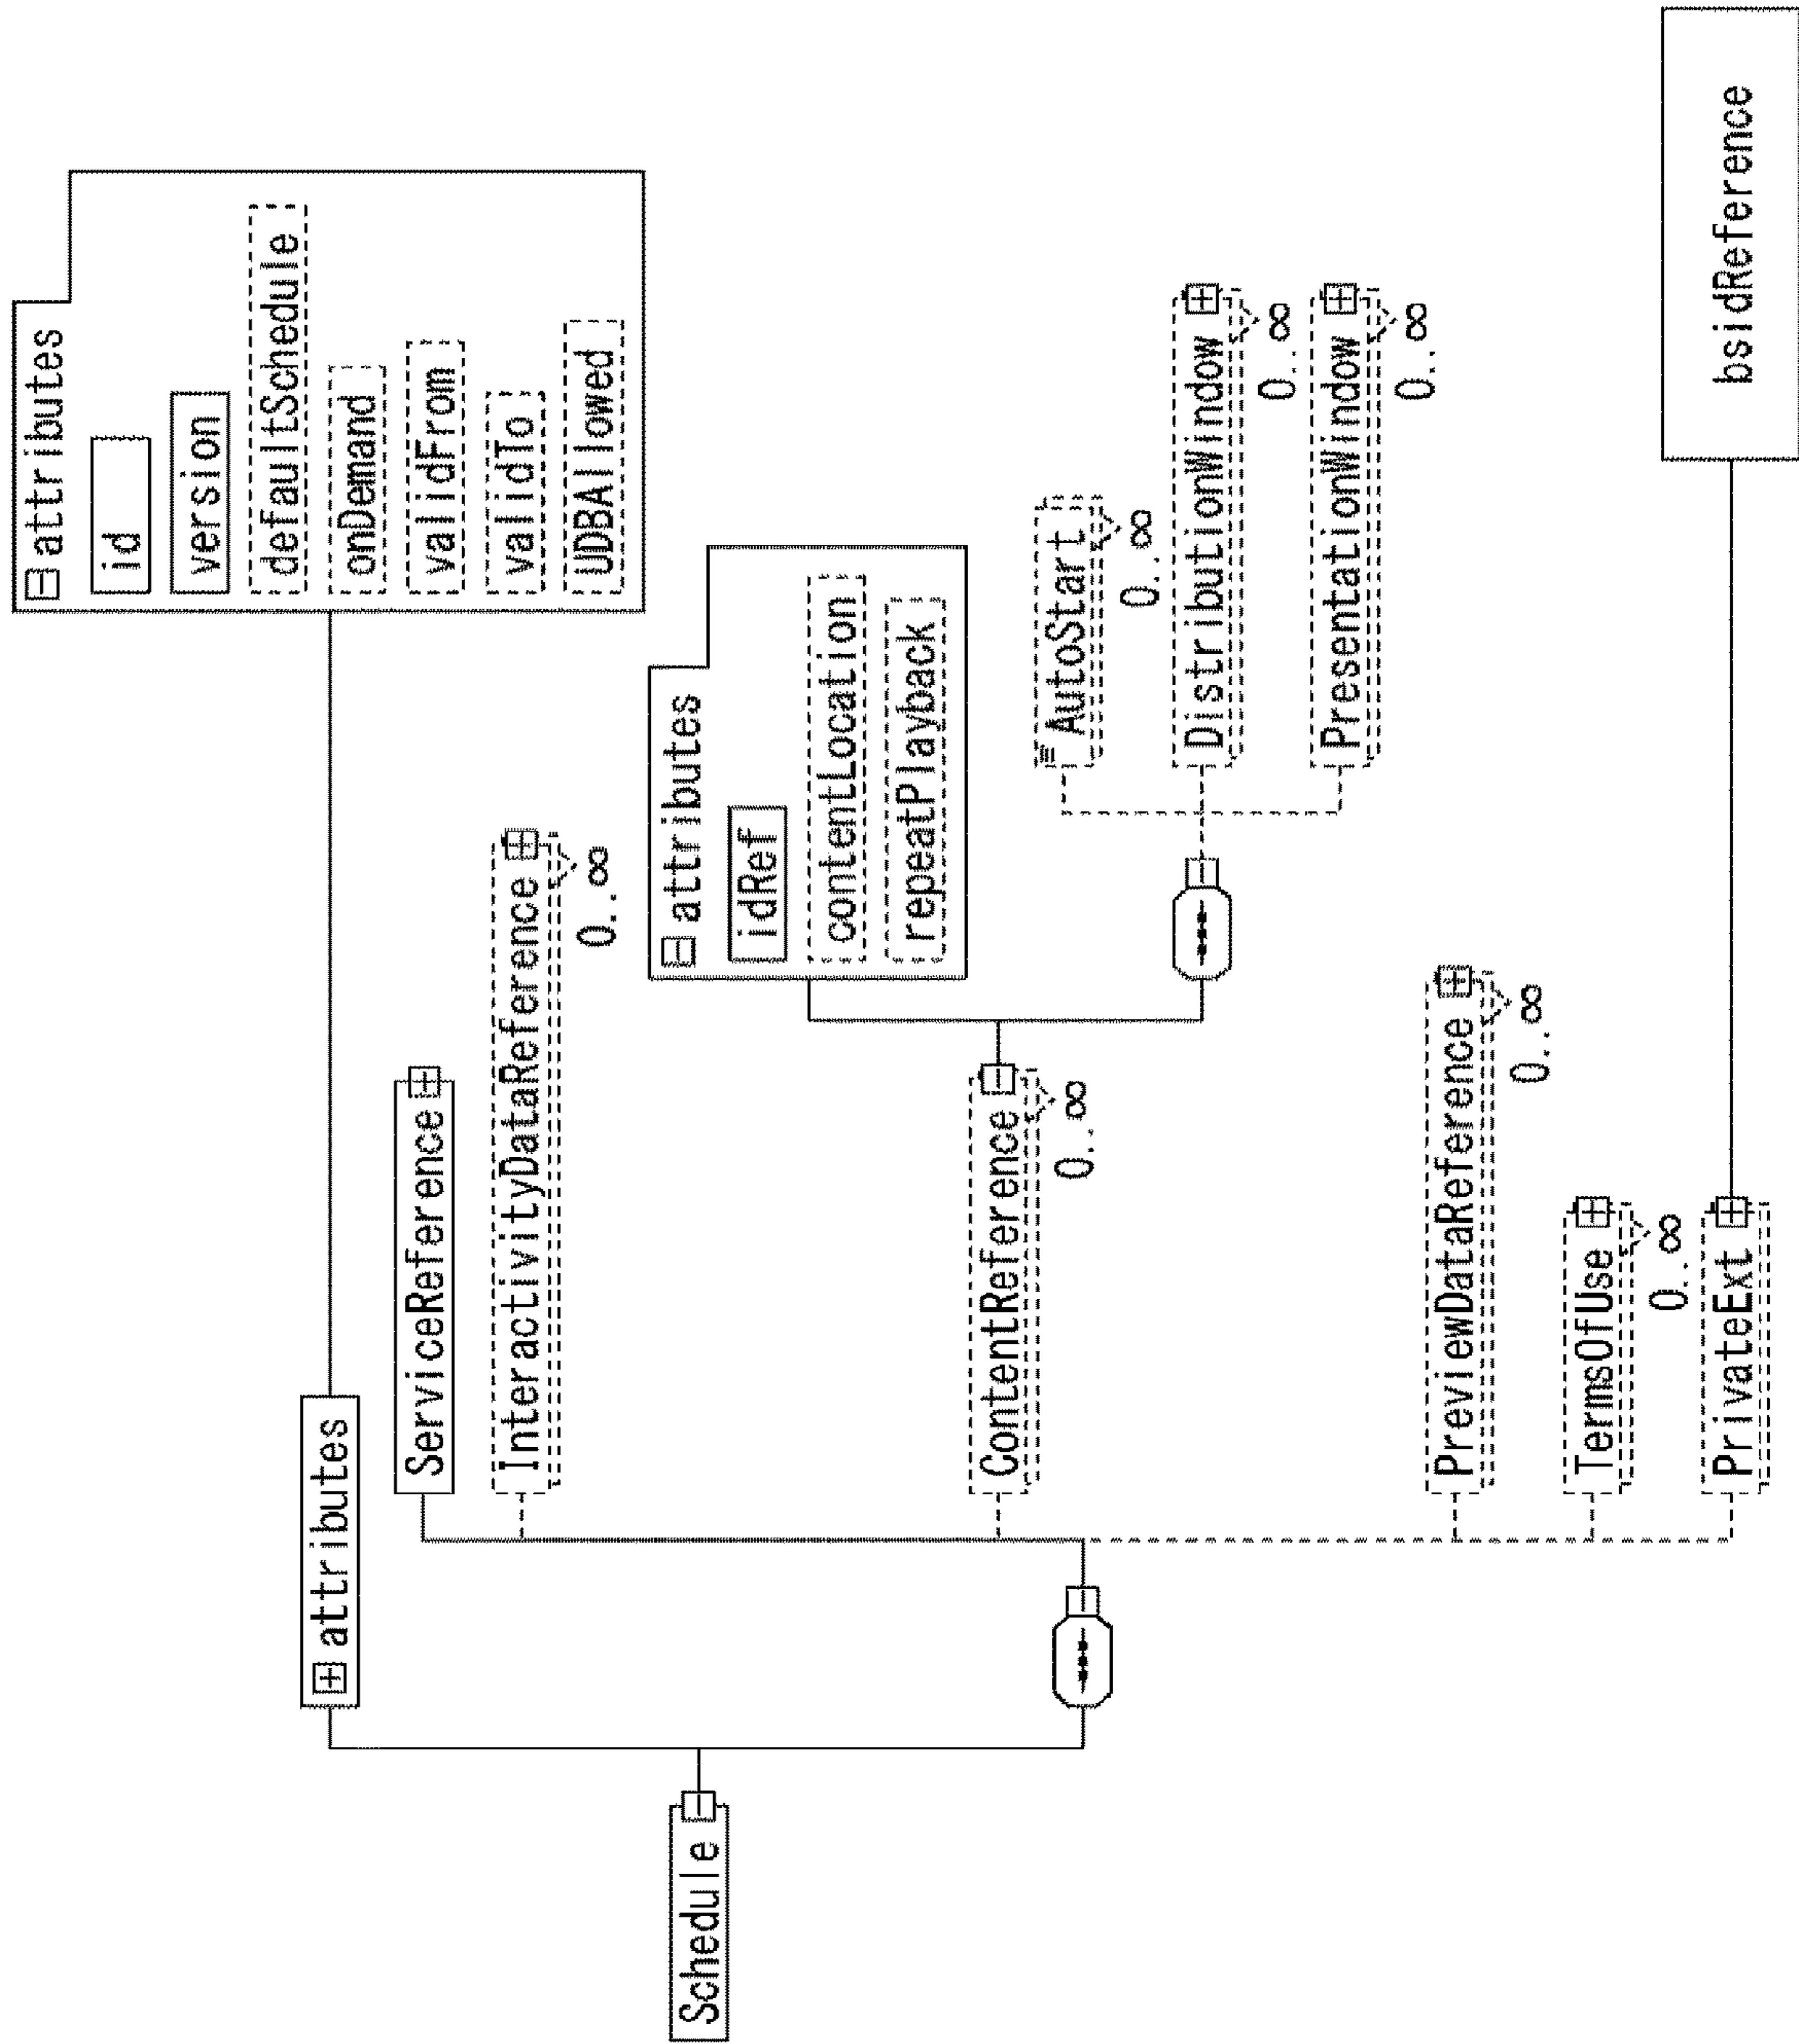 Schedule
attributes
attributes
id
version
defaultSchedule
onDemand
validFrom
validTo
UDBAllowed
ServiceReference
InteractivityDataReference
0..∞
ContentReference
0..∞
attributes
idRef
contentLocation
repeatPlayback
AutoStart
0..∞
DistributionWindow
0..∞
PresentationWindow
0..∞
PreviewDataReference
0..∞
TermsOfUse
0..∞
PrivateExt
bsidReference